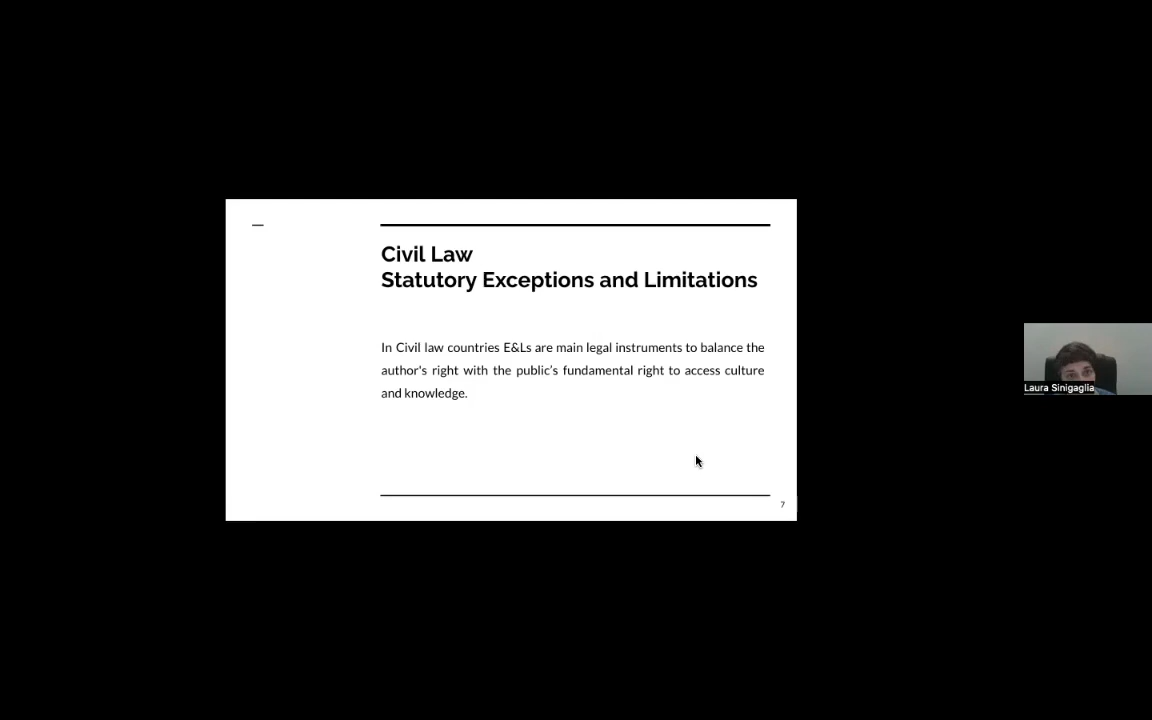 —
Civil Law
Statutory Exceptions and Limitations
In Civil law countries E&Ls are main legal instruments to balance the
author's right with the public’s fundamental right to access culture
and knowledge.
7
Laura Sinigaglia